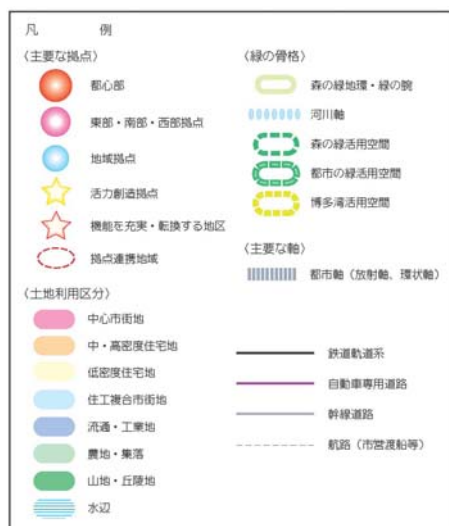 凡 例
〈主要な拠点〉
都心部
東部・南部・西部拠点
地域拠点
活力創造拠点
機能を充実・転換する地区
拠点連携地域
〈土地利用区分〉
中心市街地
中・高密度住宅地
低密度住宅地
住工複合市街地
流通・工業地
農地・集落
山地・丘陵地
水辺
〈緑の骨格〉
森の緑地環・緑の腕
河川軸
森の緑活用空間
都市の緑活用空間
博多湾活用空間
〈主要な軸〉
都市軸（放射軸、環状軸）
鉄道軌道系
自動車専用道路
幹線道路
航路（市営渡船等）